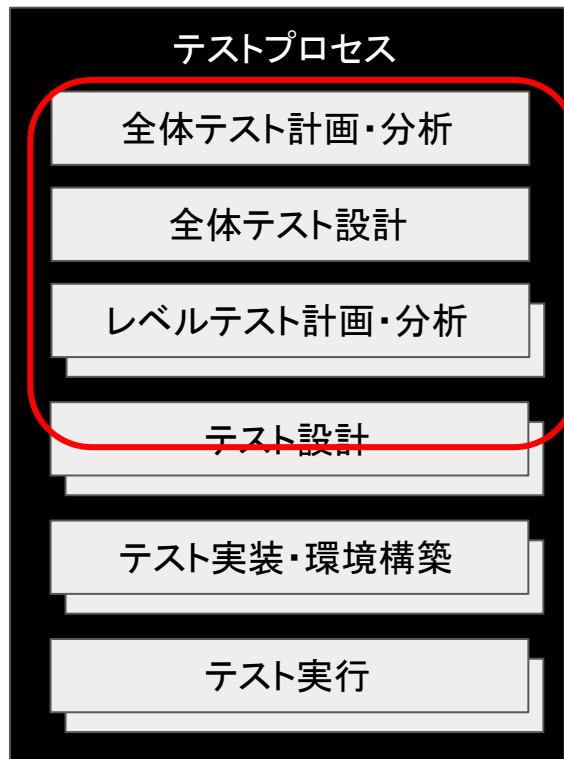 テストプロセス
全体テスト計画・分析
全体テスト設計
レベルテスト計画・分析
テスト設計
テスト実装・環境構築
テスト実行